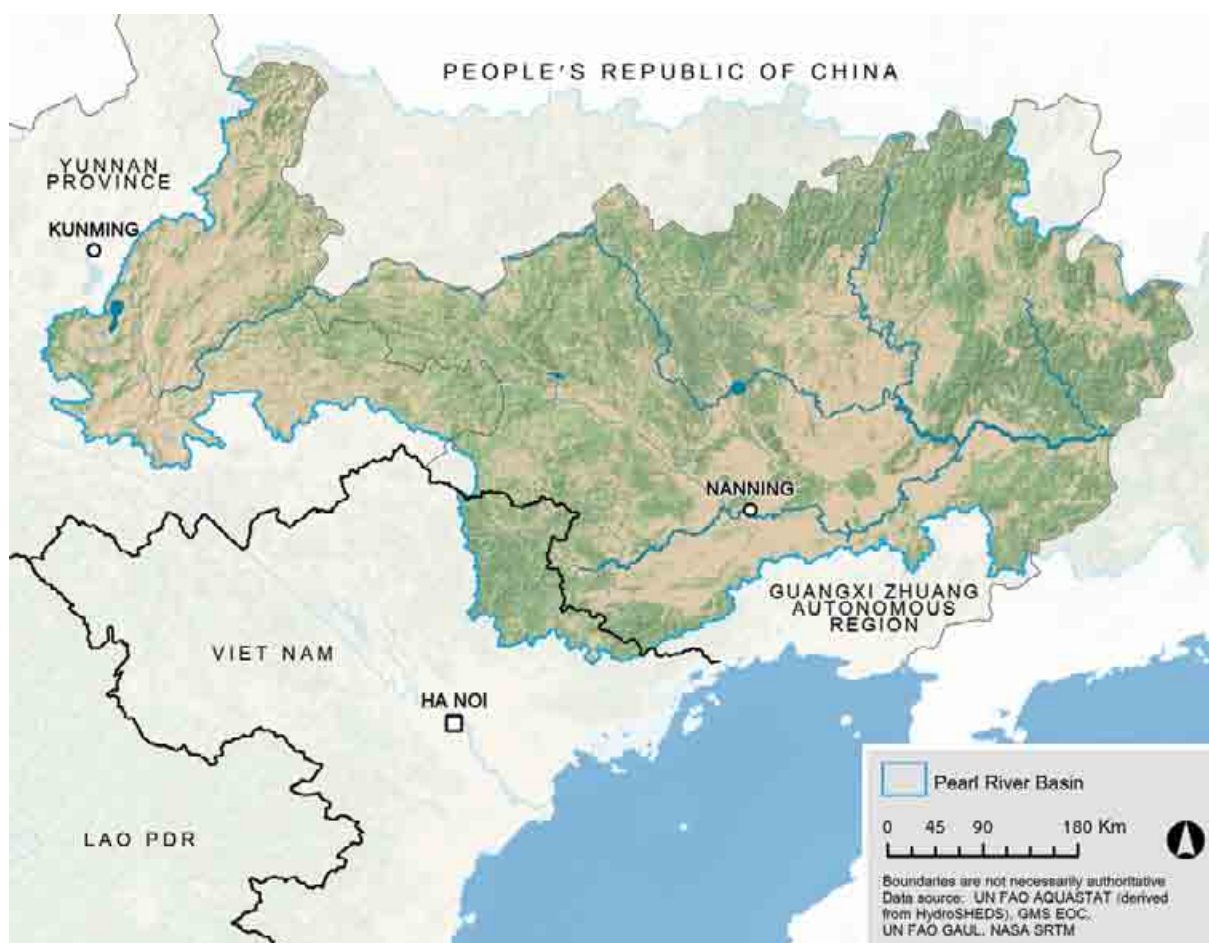 PEOPLE'S REPUBLIC OF CHINA
YUNNAN
PROVINCE
KUNMING
NANNING
GUANGXI ZHUANG
AUTONOMOUS
REGION
VIET NAM
HA NOI
LAO PDR
Pearl River Basin
0 45 90 180 Km
Boundaries are not necessarily authoritative
Data source: UN FAO AQUASTAT (derived
from HydroSHEDS), GMS EOC,
UN FAO GAUL, NASA SRTM